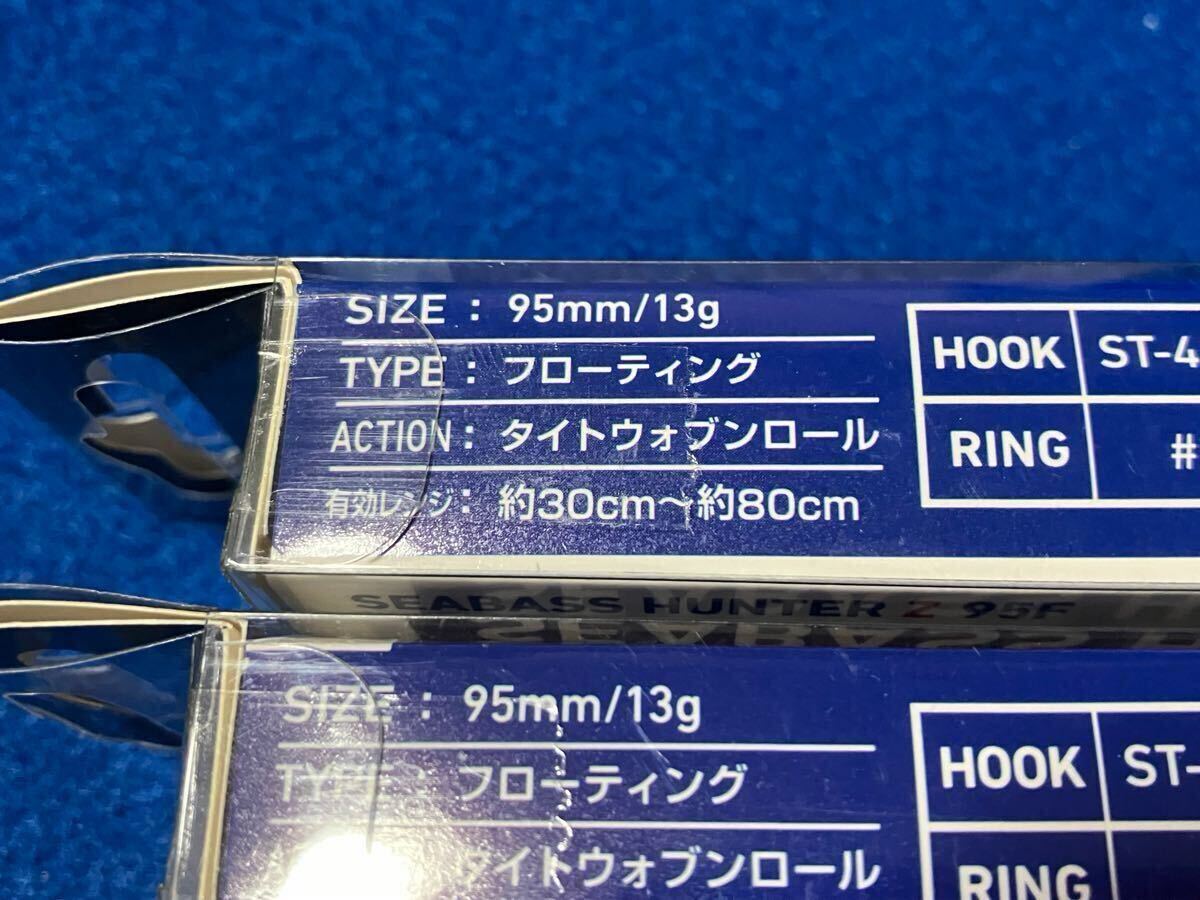 SIZE : 95mm/13g
TYPE : フローティング
ACTION : タイトウォブンロール
有効レンジ : 約30cm〜約80cm
HOOK ST-4
RING #
SEABASS HUNTER Z 95F
SIZE : 95mm/13g
TYPE : フローティング
タイトウォブンロール
HOOK ST-
RING